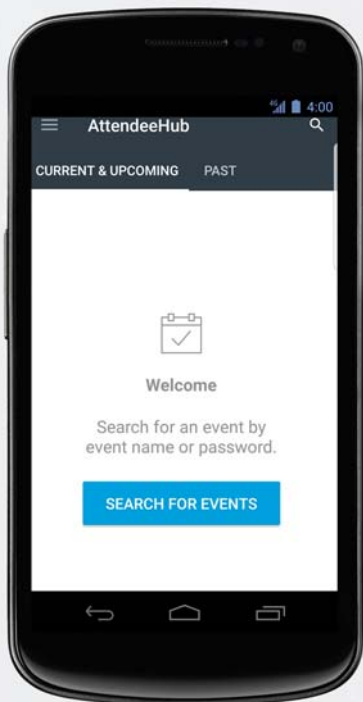 4G 4:00
AttendeeHub
CURRENT & UPCOMING PAST
Welcome
Search for an event by
event name or password.
SEARCH FOR EVENTS